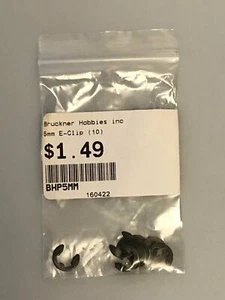 Bruckner Hobbies inc
5mm E-Clip (10)
$1.49
BHP5MM
160422